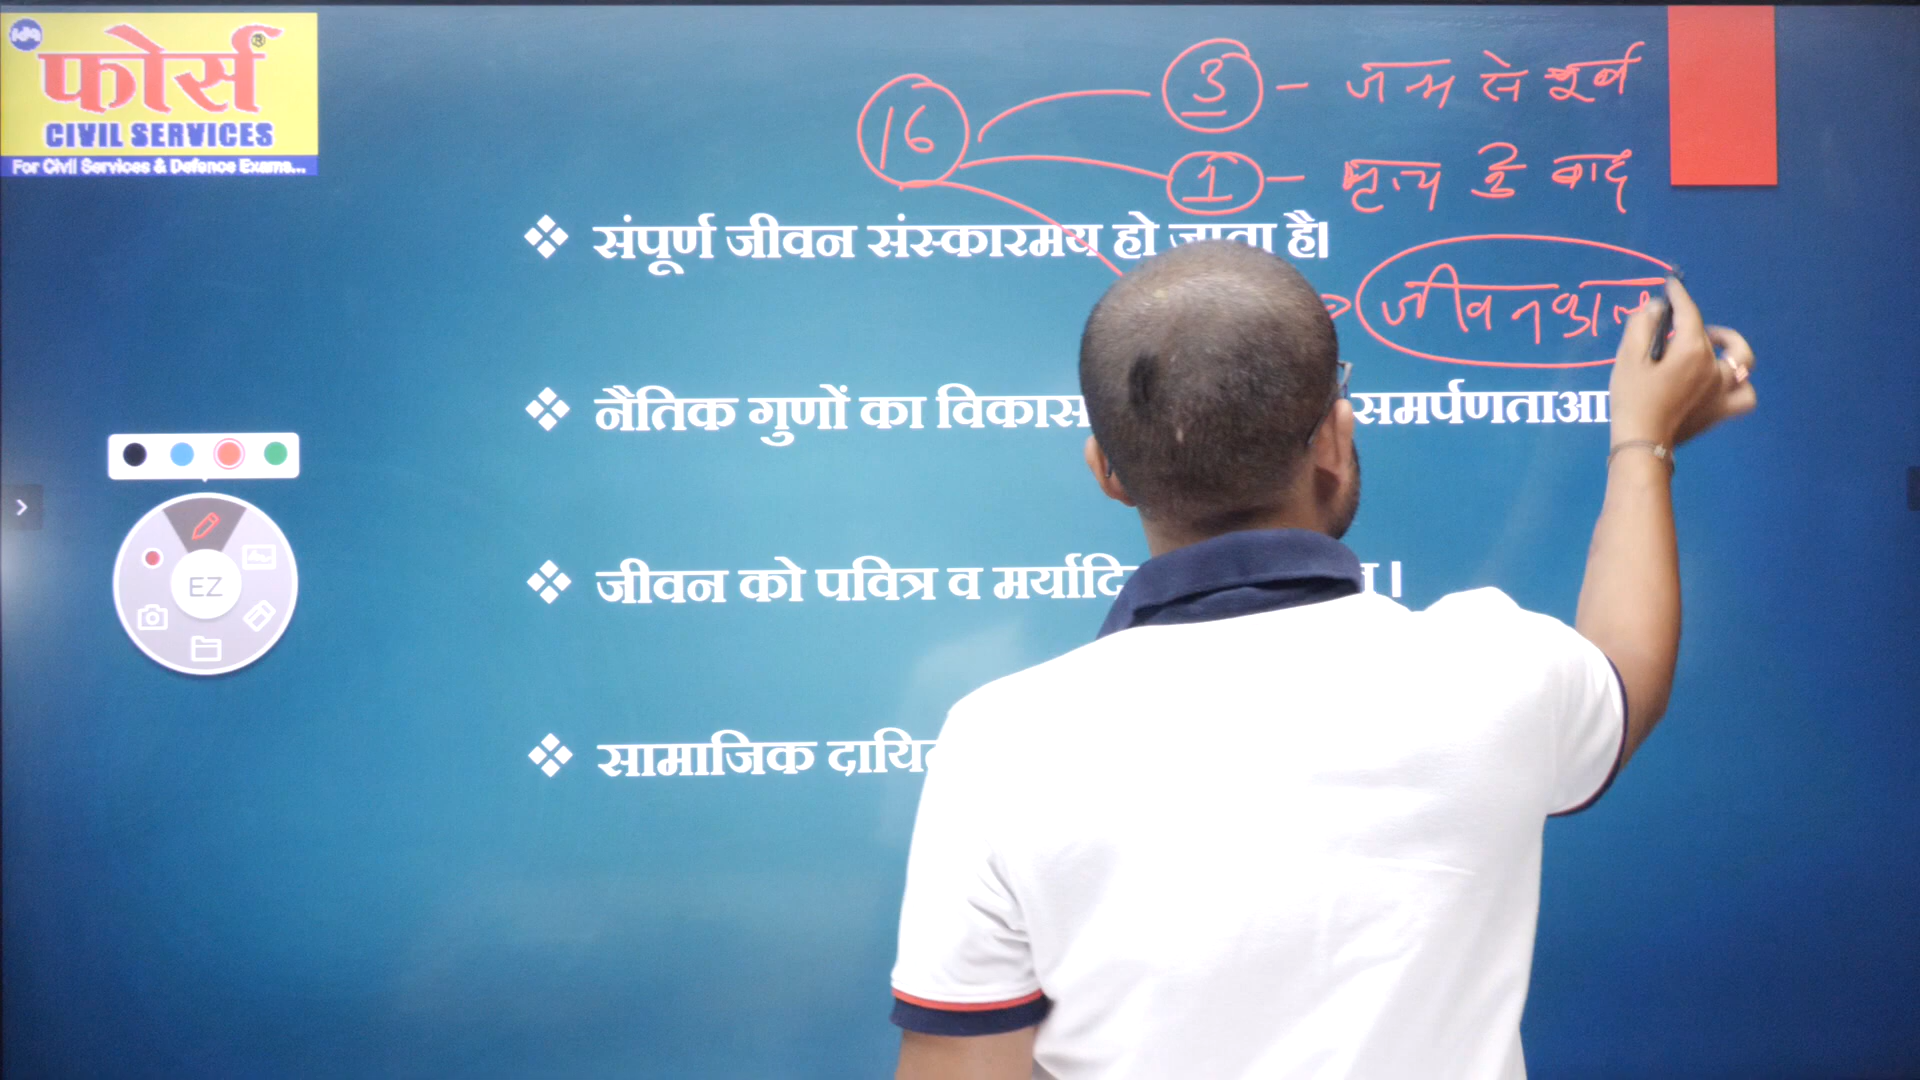 फोर्स®
CIVIL SERVICES
For Civil Services & Defence Exams...
16
3 - जन्म से पूर्व
1 - मृत्यु के बाद
जीवनकाल
संपूर्ण जीवन संस्कारमय हो जाता है।
नैतिक गुणों का विकास समर्पणताआ
जीवन को पवित्र व
सामाजिक
EZ